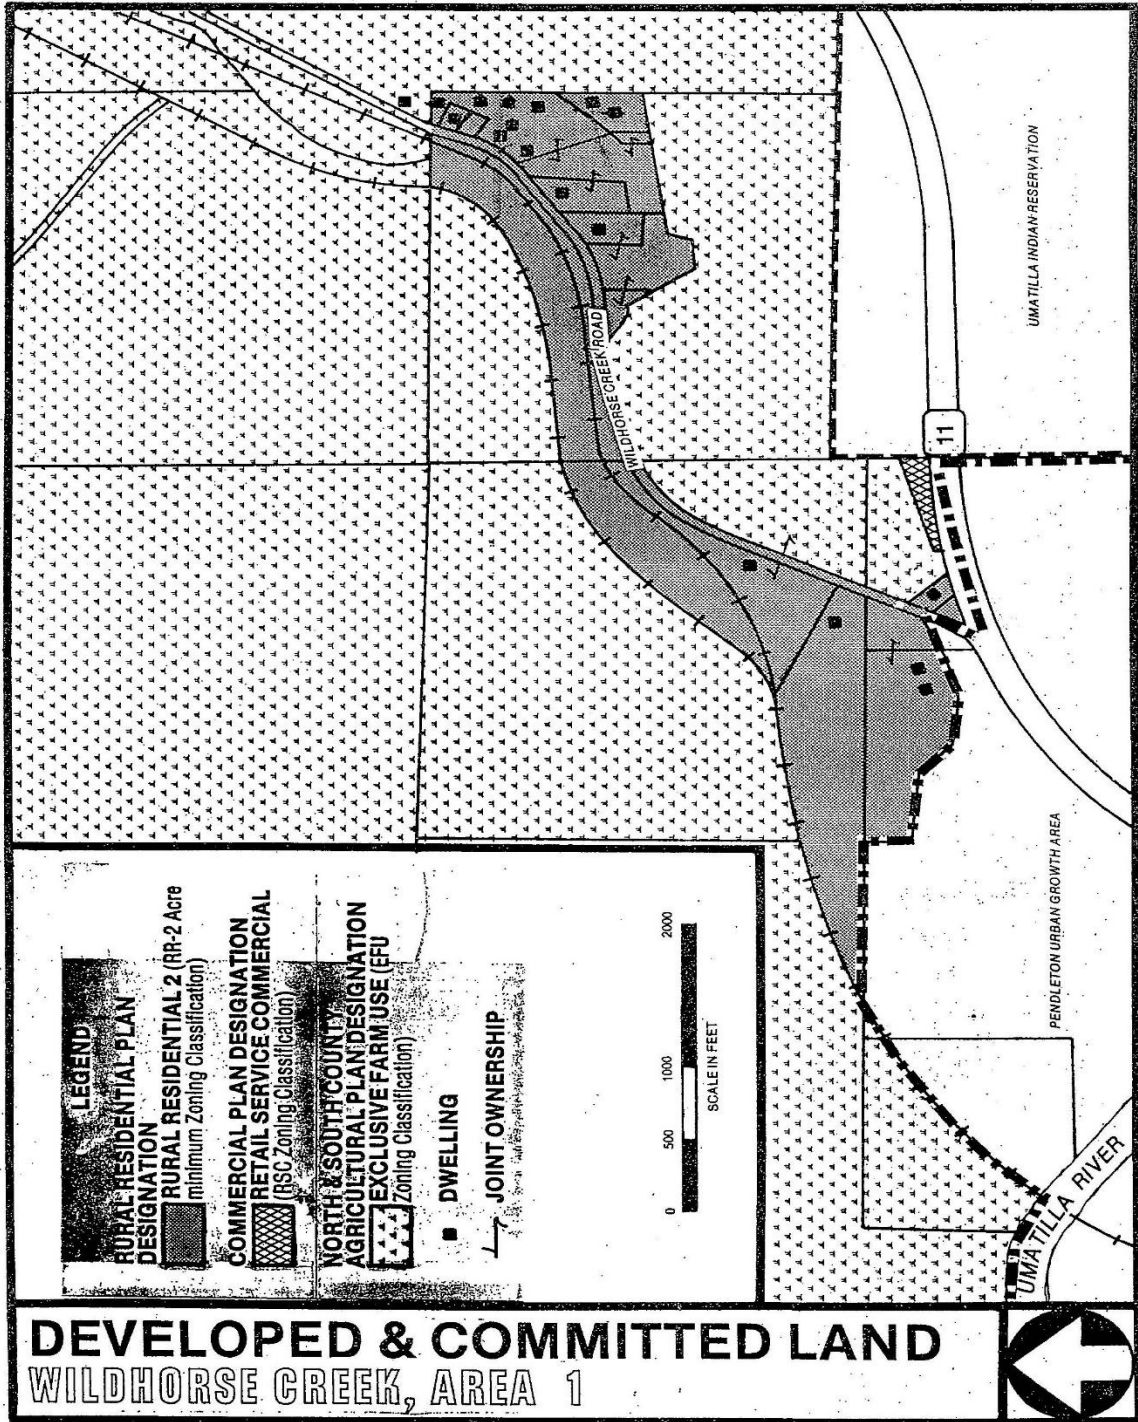 LEGEND
RURAL RESIDENTIAL PLAN
DESIGNATION
RURAL RESIDENTIAL 2 (RR-2 Acre
minimum Zoning Classification)
COMMERCIAL PLAN DESIGNATION
RETAIL SERVICE COMMERCIAL
(RSC Zoning Classification)
NORTH & SOUTH COUNTY
AGRICULTURAL PLAN DESIGNATION
EXCLUSIVE FARM USE (EFU
Zoning Classification)
DWELLING
JOINT OWNERSHIP
0 500 1000 2000
SCALE IN FEET
WILDHORSE CREEK ROAD
11
UMATILLA INDIAN RESERVATION
PENDLETON URBAN GROWTH AREA
UMATILLA RIVER
DEVELOPED & COMMITTED LAND
WILDHORSE CREEK, AREA 1